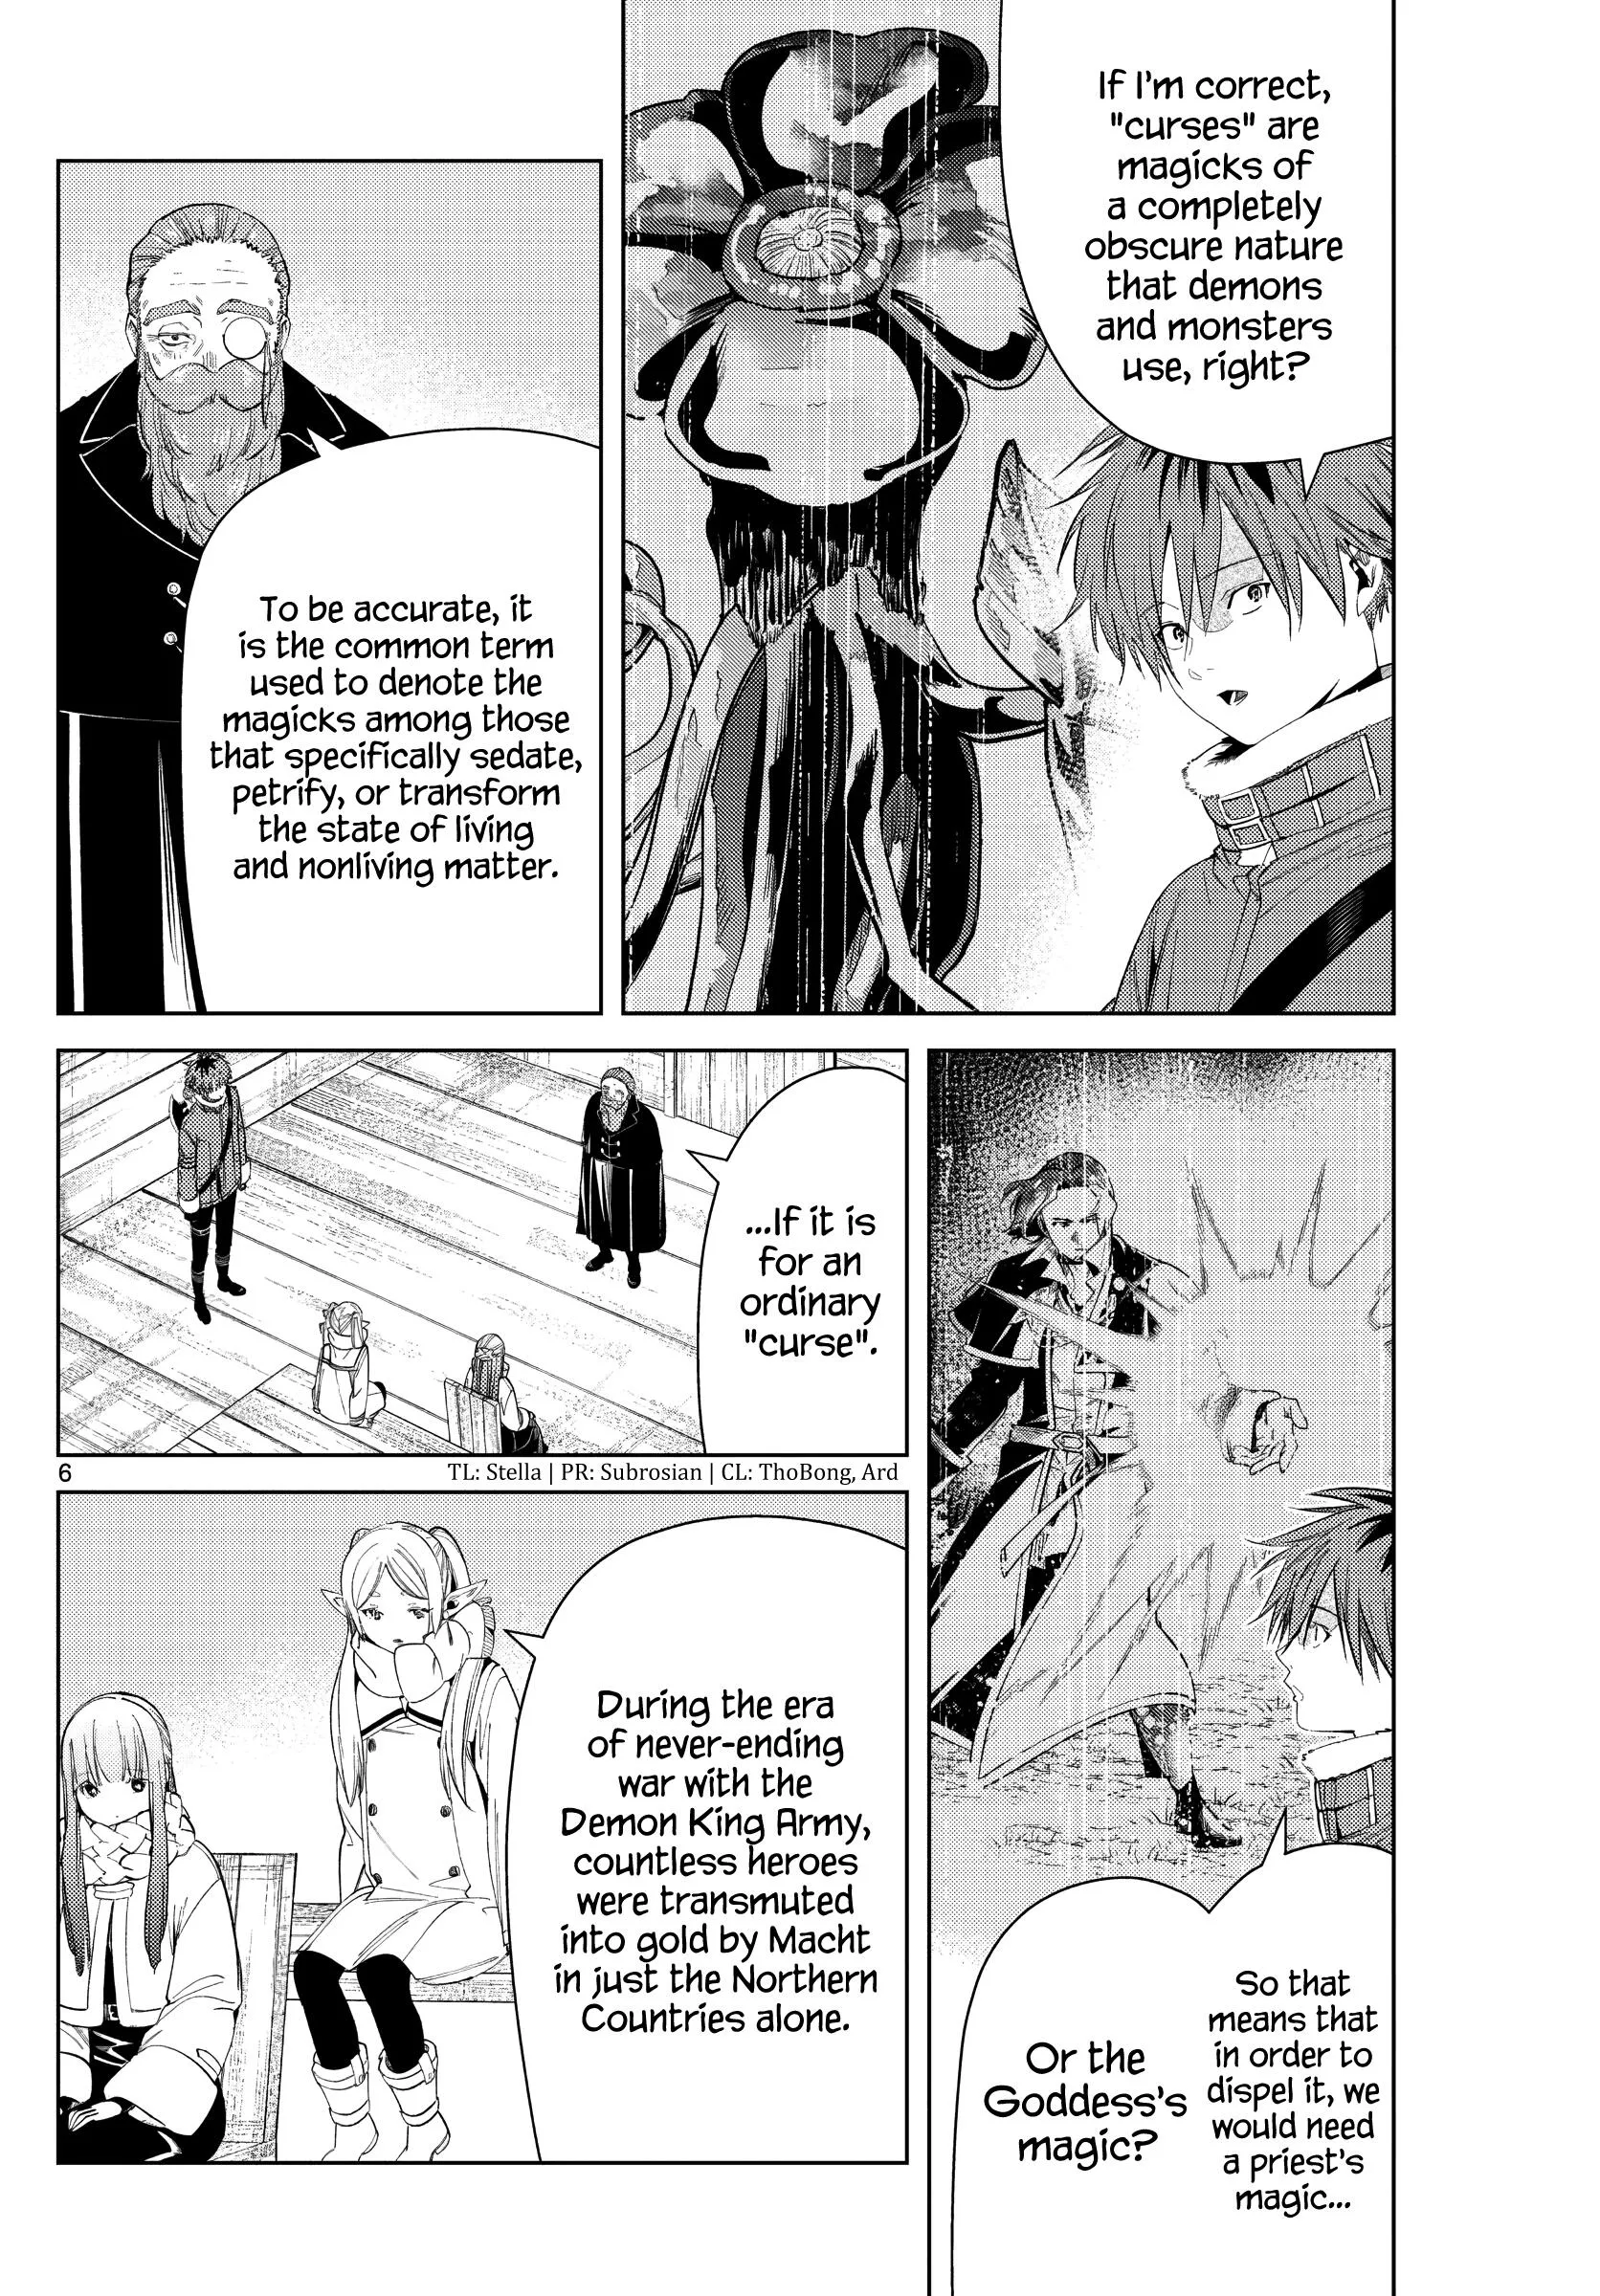 If I'm correct,
"curses" are
magicks of
a completely
obscure nature
that demons
and monsters
use, right?
To be accurate, it
is the common term
used to denote the
magicks among those
that specifically sedate,
petrify, or transform
the state of living
and nonliving matter.
So that
means that
in order to
dispel it, we
would need
a priest's
magic...
Or the
Goddess's
magic?
...If it is
for an
ordinary
"curse".
6
TL: Stella | PR: Subrosian | CL: ThoBong, Ard
During the era
of never-ending
war with the
Demon King Army,
countless heroes
were transmuted
into gold by Macht
in just the Northern
Countries alone.